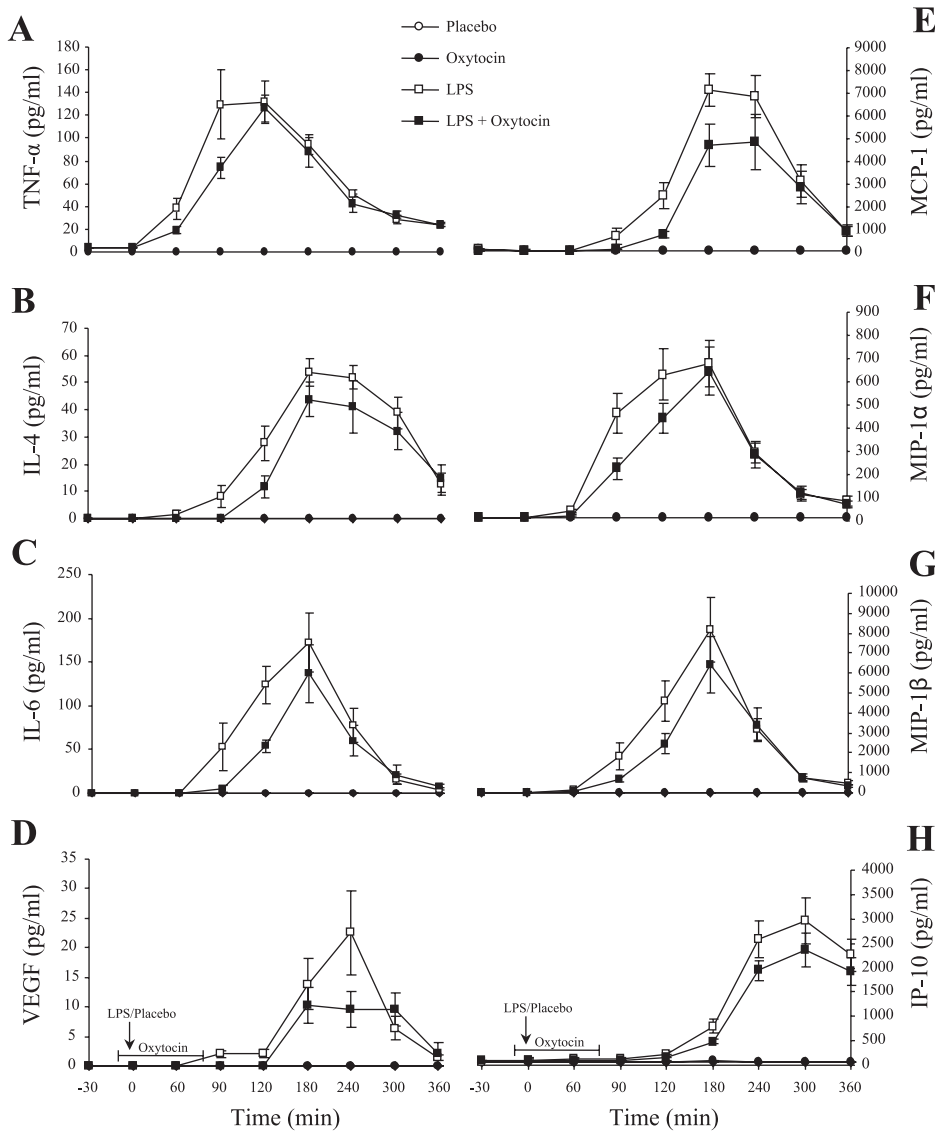 Placebo
Oxytocin
LPS
LPS + Oxytocin
A
TNF-α (pg/ml)
180
160
140
120
100
80
60
40
20
0
E
MCP-1 (pg/ml)
9000
8000
7000
6000
5000
4000
3000
2000
1000
0
B
IL-4 (pg/ml)
70
60
50
40
30
20
10
0
F
MIP-1α (pg/ml)
900
800
700
600
500
400
300
200
100
0
C
IL-6 (pg/ml)
250
200
150
100
50
0
G
MIP-1β (pg/ml)
10000
9000
8000
7000
6000
5000
4000
3000
2000
1000
0
D
VEGF (pg/ml)
35
30
25
20
15
10
5
0
LPS/Placebo
Oxytocin
-30 0 60 90 120 180 240 300 360
Time (min)
H
IP-10 (pg/ml)
4000
3500
3000
2500
2000
1500
1000
500
0
LPS/Placebo
Oxytocin
-30 0 60 90 120 180 240 300 360
Time (min)